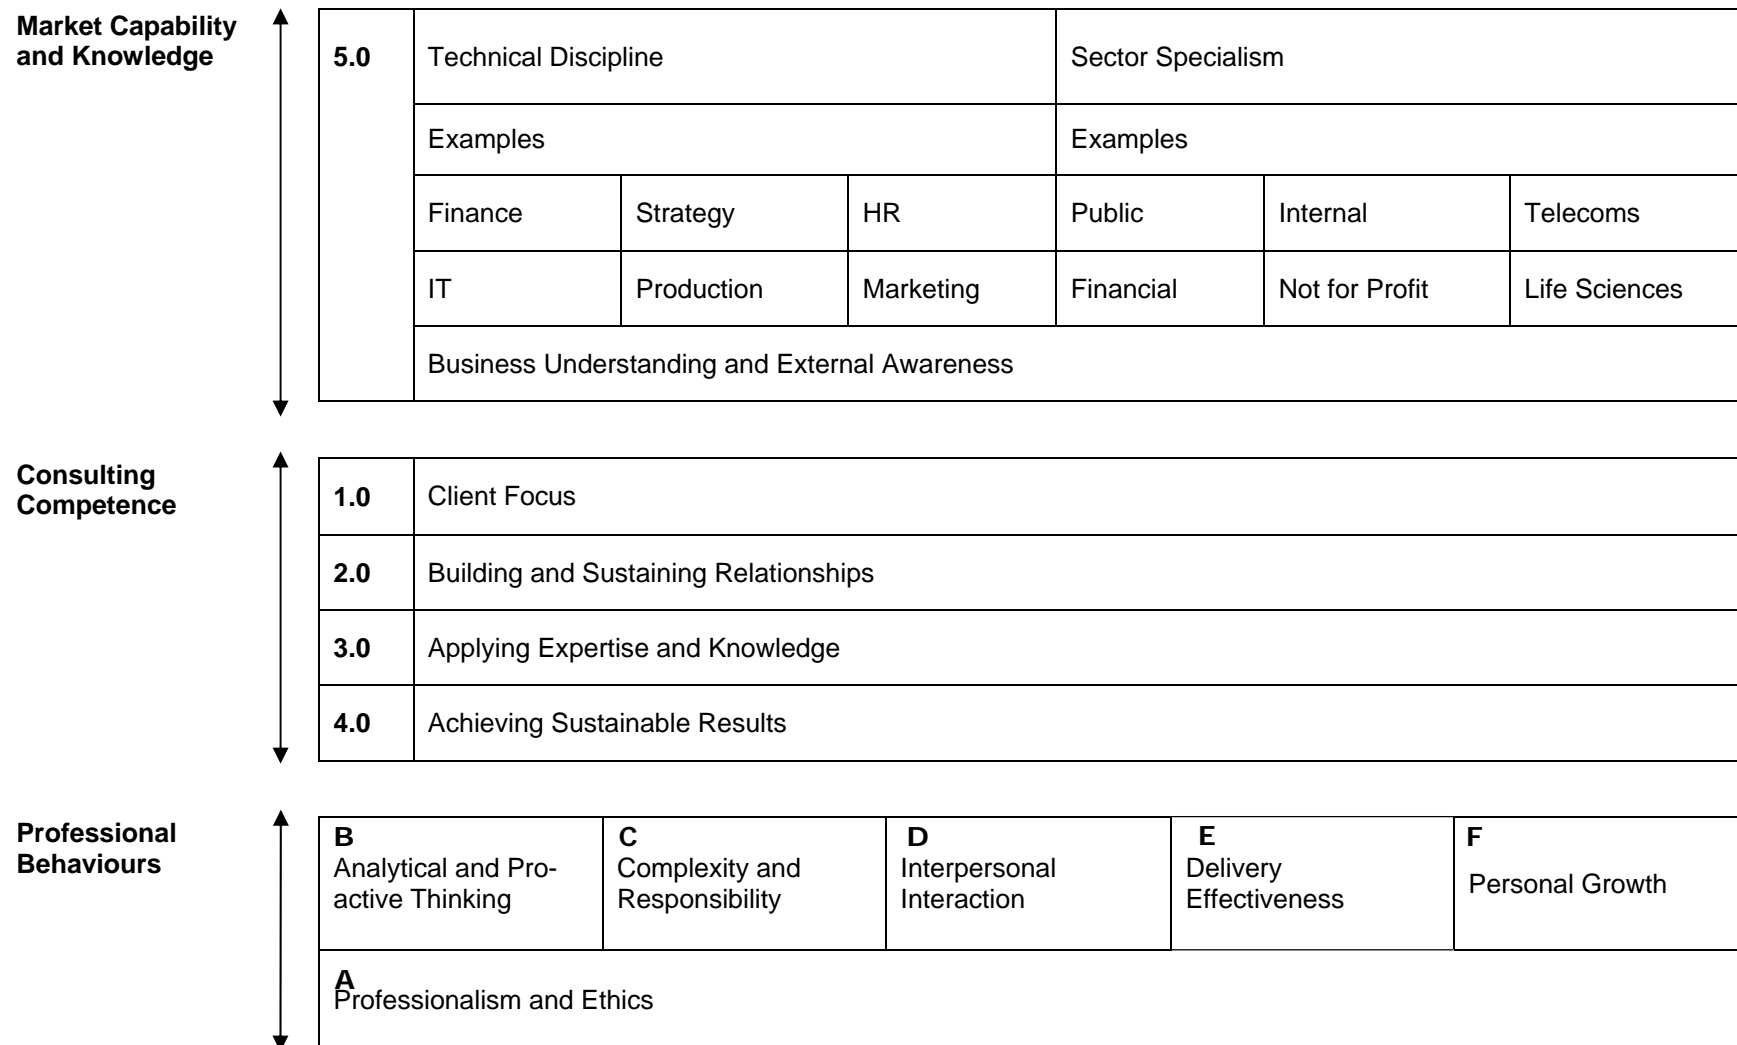 Market Capability
and Knowledge
5.0
Technical Discipline
Sector Specialism
Examples
Examples
Finance
Strategy
HR
Public
Internal
Telecoms
IT
Production
Marketing
Financial
Not for Profit
Life Sciences
Business Understanding and External Awareness
Consulting
Competence
1.0
Client Focus
2.0
Building and Sustaining Relationships
3.0
Applying Expertise and Knowledge
4.0
Achieving Sustainable Results
Professional
Behaviours
B
Analytical and Pro-
active Thinking
C
Complexity and
Responsibility
D
Interpersonal
Interaction
E
Delivery
Effectiveness
F
Personal Growth
A
Professionalism and Ethics